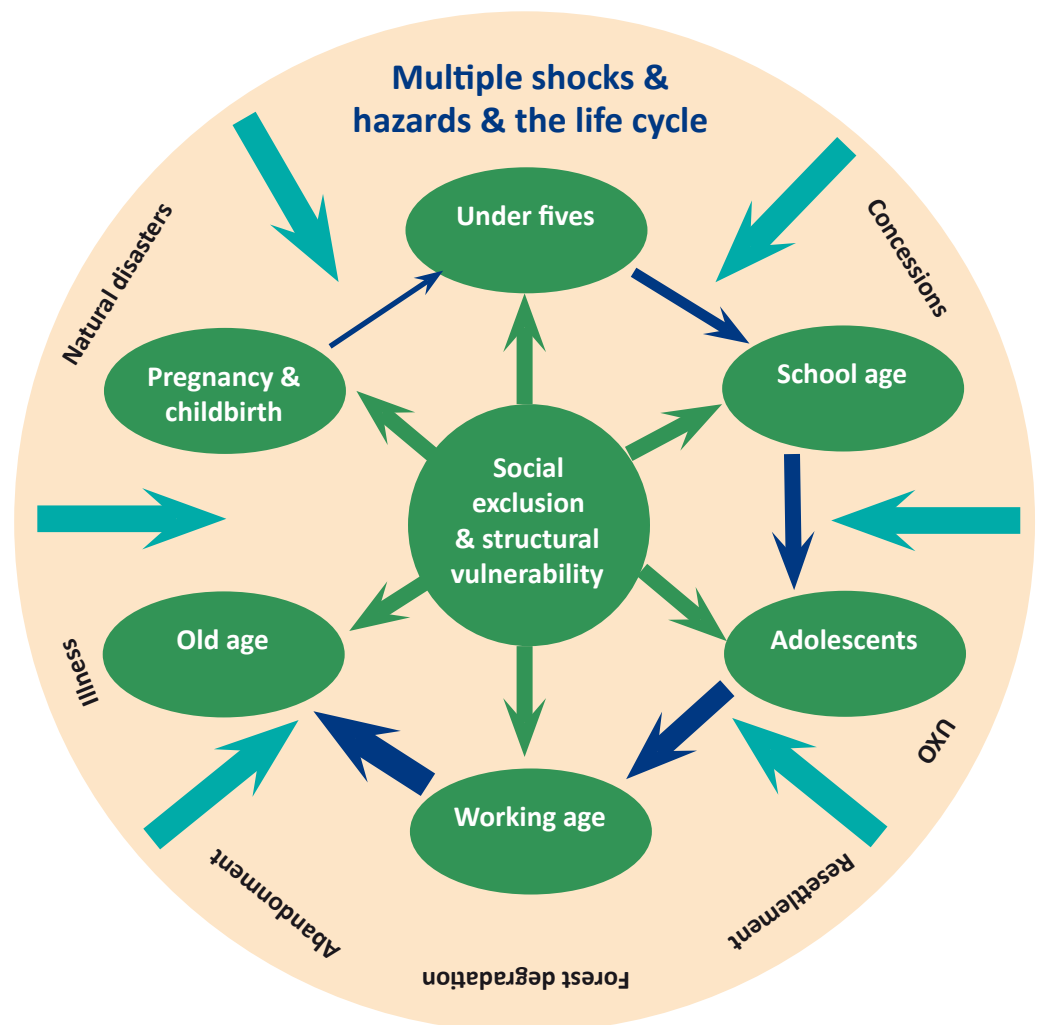 Multiple shocks &
hazards & the life cycle
Under fives
Natural disasters
Concessions
Pregnancy &
childbirth
School age
Social
exclusion
& structural
vulnerability
Old age
Adolescents
Illness
UXO
Working age
Abandonment
Resettlement
Forest degradation